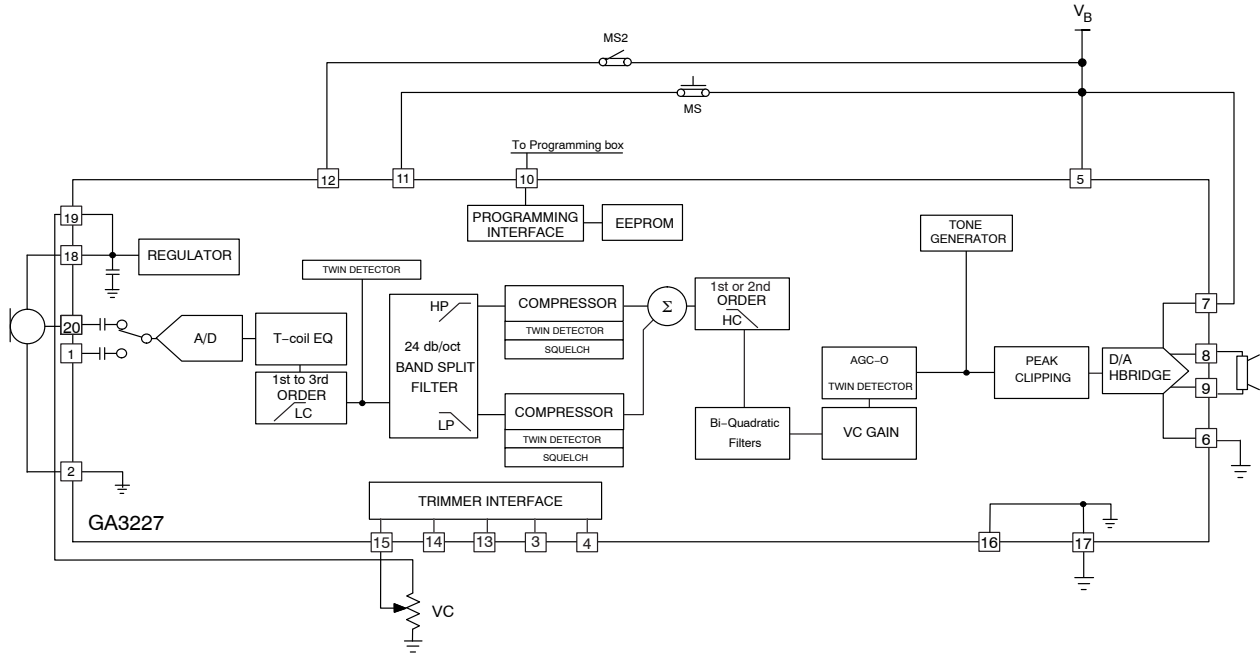 VB
MS2
MS
To Programming box
12
11
10
5
19
PROGRAMMING
INTERFACE
EEPROM
TONE
GENERATOR
18
REGULATOR
TWIN DETECTOR
1st or 2nd
ORDER
HC
HP
COMPRESSOR
TWIN DETECTOR
SQUELCH
Σ
7
20
A/D
T-coil EQ
24 db/oct
BAND SPLIT
FILTER
1
AGC-O
TWIN DETECTOR
PEAK
CLIPPING
D/A
HBRIDGE
8
9
1st to 3rd
ORDER
LC
LP
COMPRESSOR
TWIN DETECTOR
SQUELCH
Bi-Quadratic
Filters
VC GAIN
6
2
TRIMMER INTERFACE
GA3227
15
14
13
3
4
16
17
VC